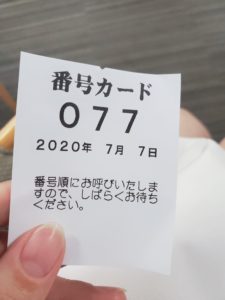 番号カード
077
2020年 7月 7日
番号順にお呼びいたしま
すので、しばらくお待ち
ください。